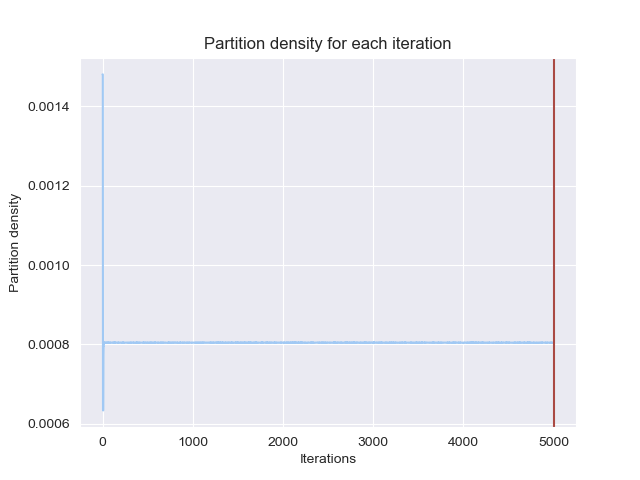 Partition density for each iteration
0.0014
0.0012
0.0010
0.0008
0.0006
Partition density
0 1000 2000 3000 4000 5000
Iterations